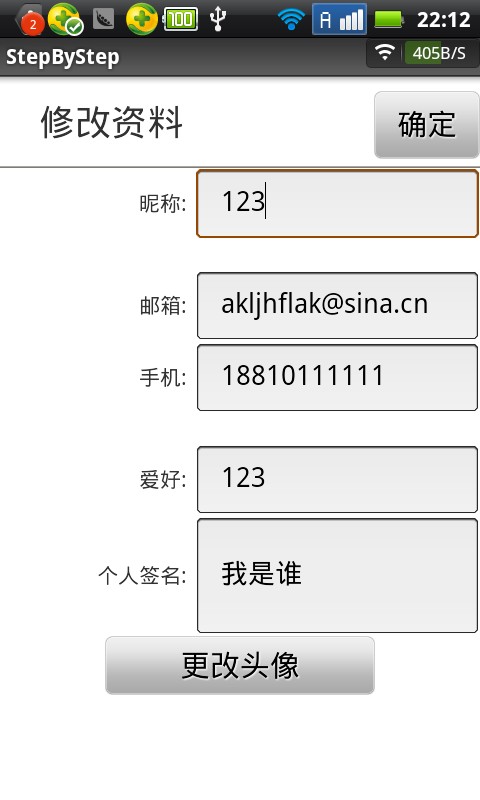 2 100 A 22:12
StepByStep 405B/S
修改资料 确定
昵称: 123
邮箱: akljhflak@sina.cn
手机: 18810111111
爱好: 123
个人签名: 我是谁
更改头像